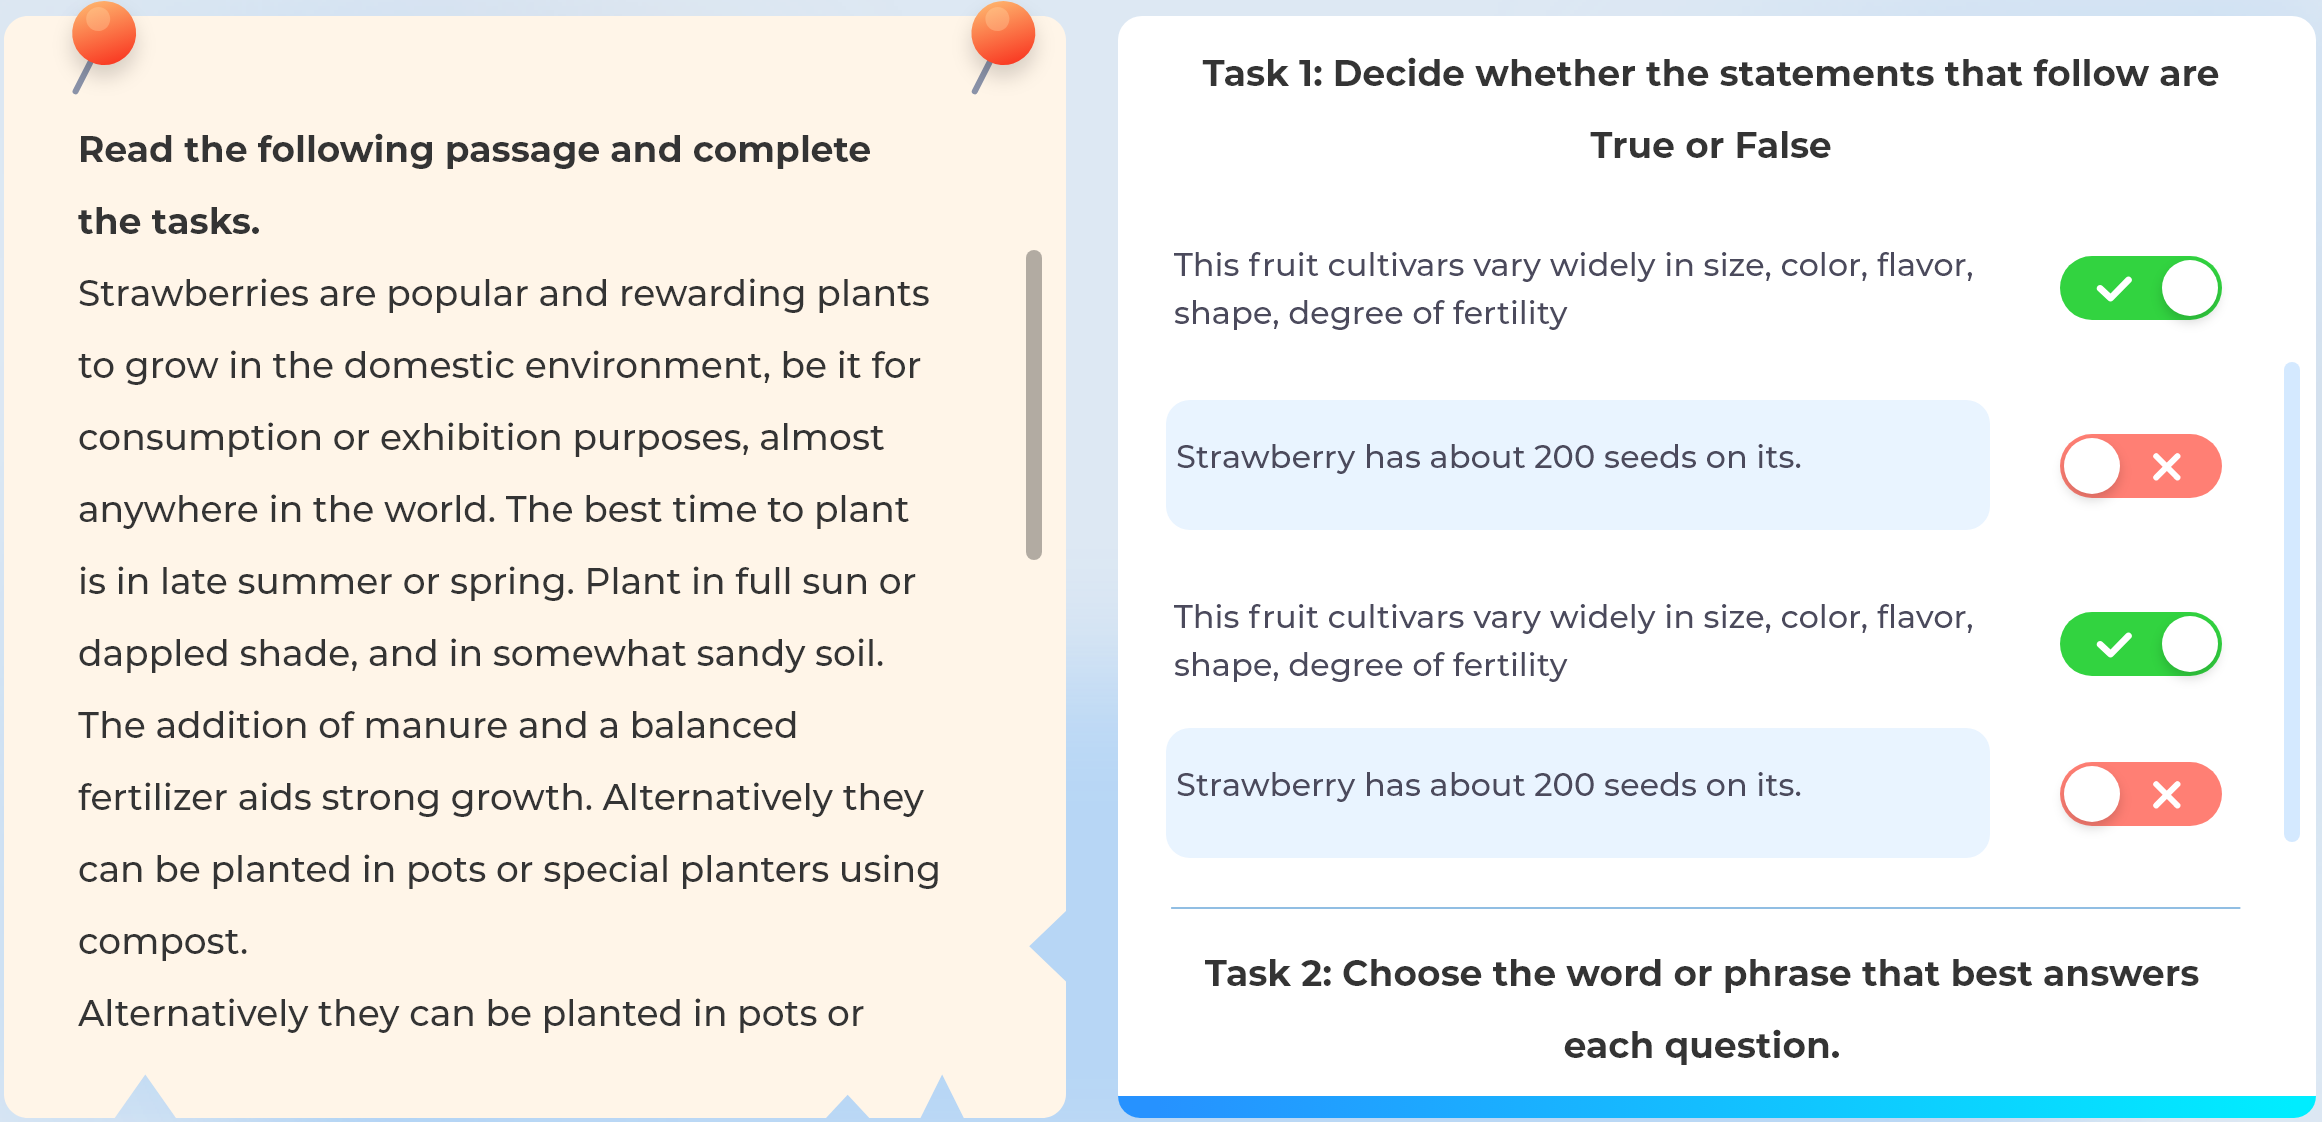 Read the following passage and complete
the tasks.
Strawberries are popular and rewarding plants
to grow in the domestic environment, be it for
consumption or exhibition purposes, almost
anywhere in the world. The best time to plant
is in late summer or spring. Plant in full sun or
dappled shade, and in somewhat sandy soil.
The addition of manure and a balanced
fertilizer aids strong growth. Alternatively they
can be planted in pots or special planters using
compost.
Alternatively they can be planted in pots or
Task 1: Decide whether the statements that follow are
True or False
This fruit cultivars vary widely in size, color, flavor,
shape, degree of fertility
Strawberry has about 200 seeds on its.
This fruit cultivars vary widely in size, color, flavor,
shape, degree of fertility
Strawberry has about 200 seeds on its.
Task 2: Choose the word or phrase that best answers
each question.